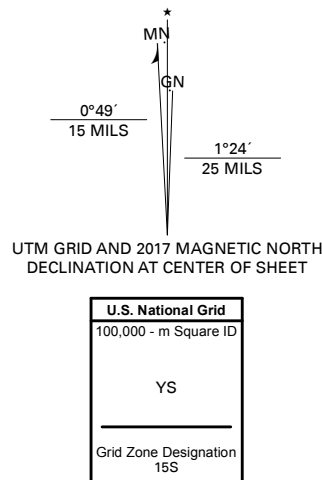 ★
MN
GN
0°49´
15 MILS
1°24´
25 MILS
UTM GRID AND 2017 MAGNETIC NORTH
DECLINATION AT CENTER OF SHEET
U.S. National Grid
100,000 - m Square ID
YS
Grid Zone Designation
15S